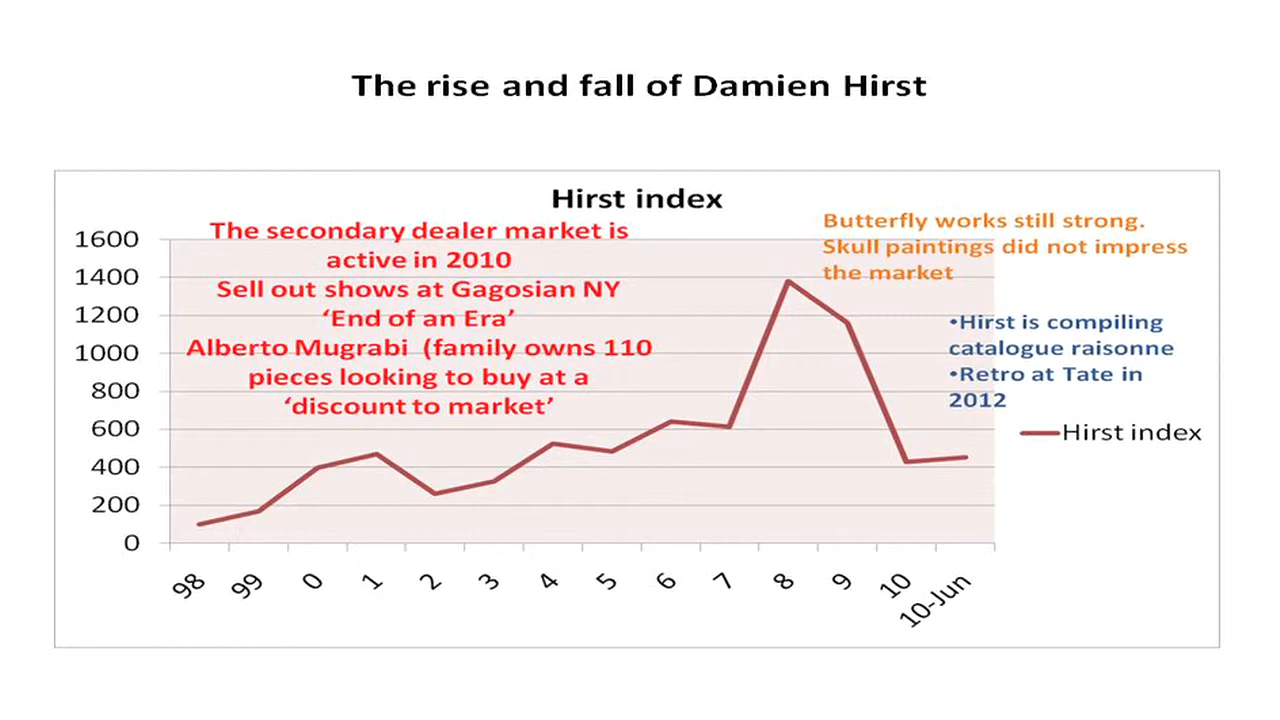 The rise and fall of Damien Hirst
Hirst index
The secondary dealer market is
active in 2010
Sell out shows at Gagosian NY
‘End of an Era’
Alberto Mugrabi  (family owns 110
pieces looking to buy at a
‘discount to market’
Butterfly works still strong.
Skull paintings did not impress
the market
•Hirst is compiling
catalogue raisonne
•Retro at Tate in
2012
Hirst index
1600
1400
1200
1000
800
600
400
200
0
98
99
0
1
2
3
4
5
6
7
8
9
10
10-Jun